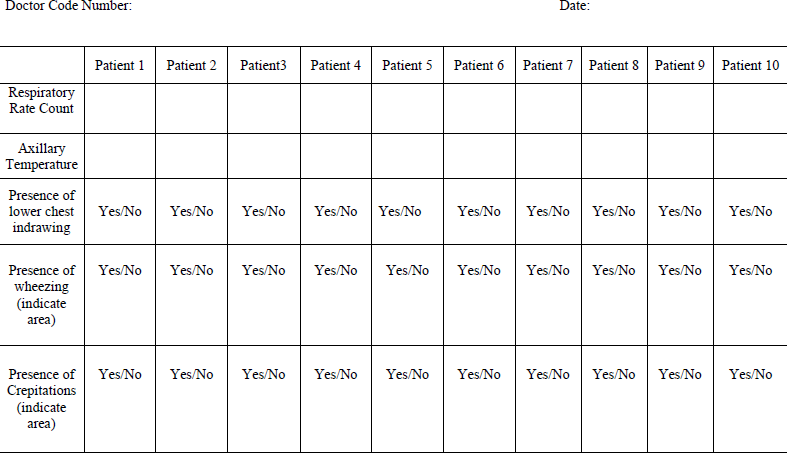 Doctor Code Number: Date:
Patient 1 Patient 2 Patient3 Patient 4 Patient 5 Patient 6 Patient 7 Patient 8 Patient 9 Patient 10
Respiratory
Rate Count
Axillary
Temperature
Presence of
lower chest
indrawing
Yes/No Yes/No Yes/No Yes/No Yes/No Yes/No Yes/No Yes/No Yes/No Yes/No
Presence of
wheezing
(indicate
area)
Yes/No Yes/No Yes/No Yes/No Yes/No Yes/No Yes/No Yes/No Yes/No Yes/No
Presence of
Crepitations
(indicate
area)
Yes/No Yes/No Yes/No Yes/No Yes/No Yes/No Yes/No Yes/No Yes/No Yes/No